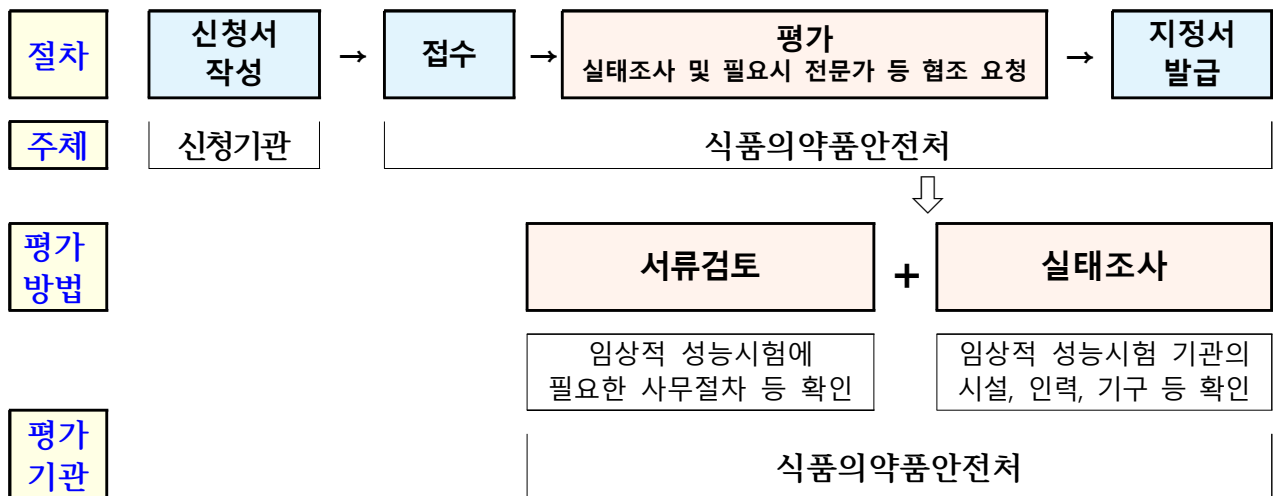 절차
신청서
작성
→
접수
→
평가
실태조사 및 필요시 전문가 등 협조 요청
→
지정서
발급
주체
신청기관
식품의약품안전처
평가
방법
서류검토
+
실태조사
임상적 성능시험에
필요한 사무절차 등 확인
임상적 성능시험 기관의
시설, 인력, 기구 등 확인
평가
기관
식품의약품안전처